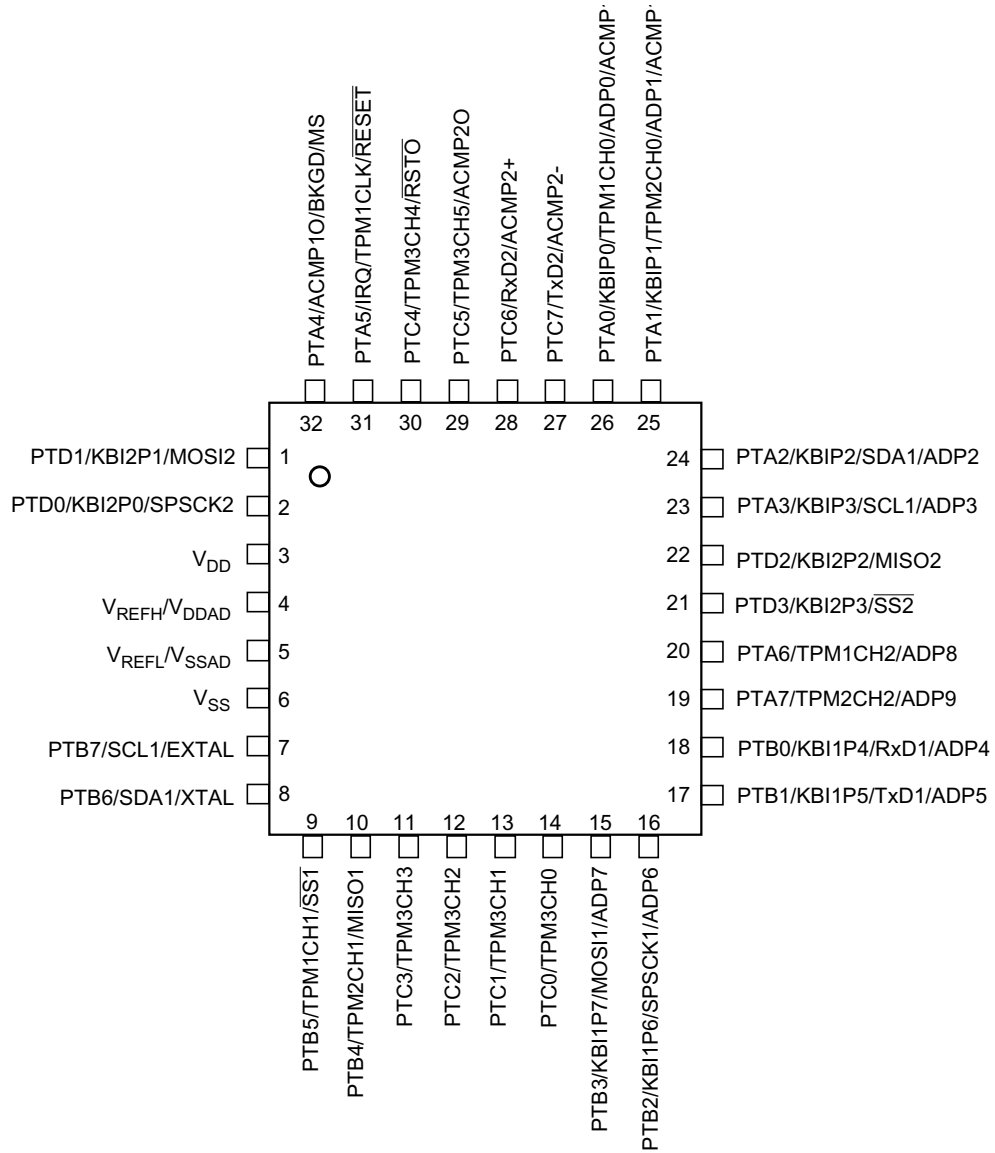 PTA4/ACMP1O/BKGD/MS
PTA5/IRQ/TPM1CLK/RESET
PTC4/TPM3CH4/RSTO
PTC5/TPM3CH5/ACMP2O
PTC6/RxD2/ACMP2+
PTC7/TxD2/ACMP2-
PTA0/KBIP0/TPM1CH0/ADP0/ACMP
PTA1/KBIP1/TPM2CH0/ADP1/ACMP
32 31 30 29 28 27 26 25
PTD1/KBI2P1/MOSI2 1
PTD0/KBI2P0/SPSCK2 2
VDD 3
VREFH/VDDAD 4
VREFL/VSSAD 5
VSS 6
PTB7/SCL1/EXTAL 7
PTB6/SDA1/XTAL 8
24 PTA2/KBIP2/SDA1/ADP2
23 PTA3/KBIP3/SCL1/ADP3
22 PTD2/KBI2P2/MISO2
21 PTD3/KBI2P3/SS2
20 PTA6/TPM1CH2/ADP8
19 PTA7/TPM2CH2/ADP9
18 PTB0/KBI1P4/RxD1/ADP4
17 PTB1/KBI1P5/TxD1/ADP5
9 10 11 12 13 14 15 16
PTB5/TPM1CH1/SS1
PTB4/TPM2CH1/MISO1
PTC3/TPM3CH3
PTC2/TPM3CH2
PTC1/TPM3CH1
PTC0/TPM3CH0
PTB3/KBI1P7/MOSI1/ADP7
PTB2/KBI1P6/SPSCK1/ADP6